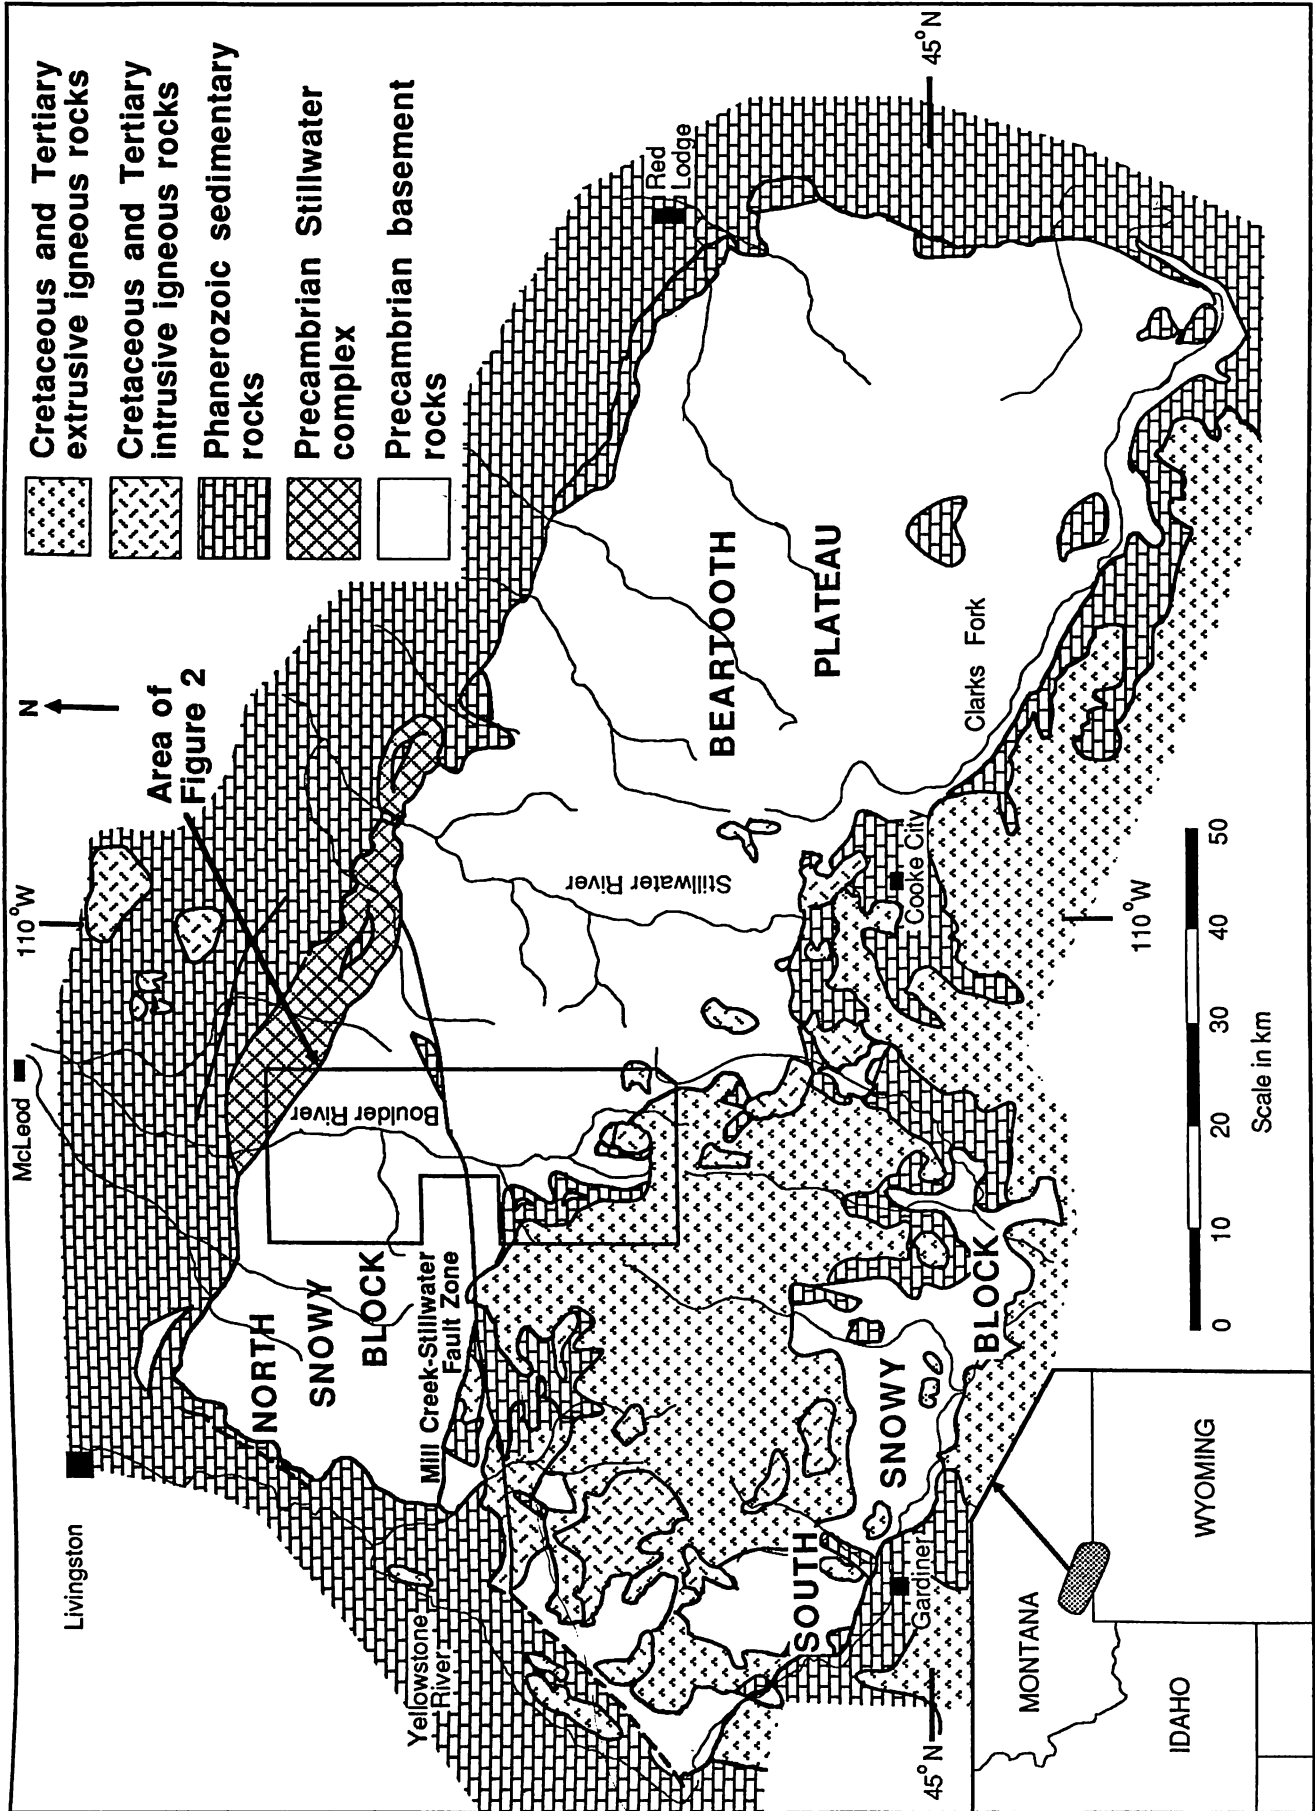 Cretaceous and Tertiary
extrusive igneous rocks
Cretaceous and Tertiary
intrusive igneous rocks
Phanerozoic sedimentary
rocks
Precambrian Stillwater
complex
Precambrian basement
rocks
N
Area of
Figure 2
110°W
McLeod
Livingston
Red
Lodge
45°N
Boulder River
Stillwater River
NORTH
SNOWY
BLOCK
Mill Creek-Stillwater
Fault Zone
BEARTOOTH
PLATEAU
Clarks Fork
Cooke City
Yellowstone
River
SOUTH
SNOWY
BLOCK
Gardiner
45°N
110°W
0
10
20
30
40
50
Scale in km
MONTANA
WYOMING
IDAHO